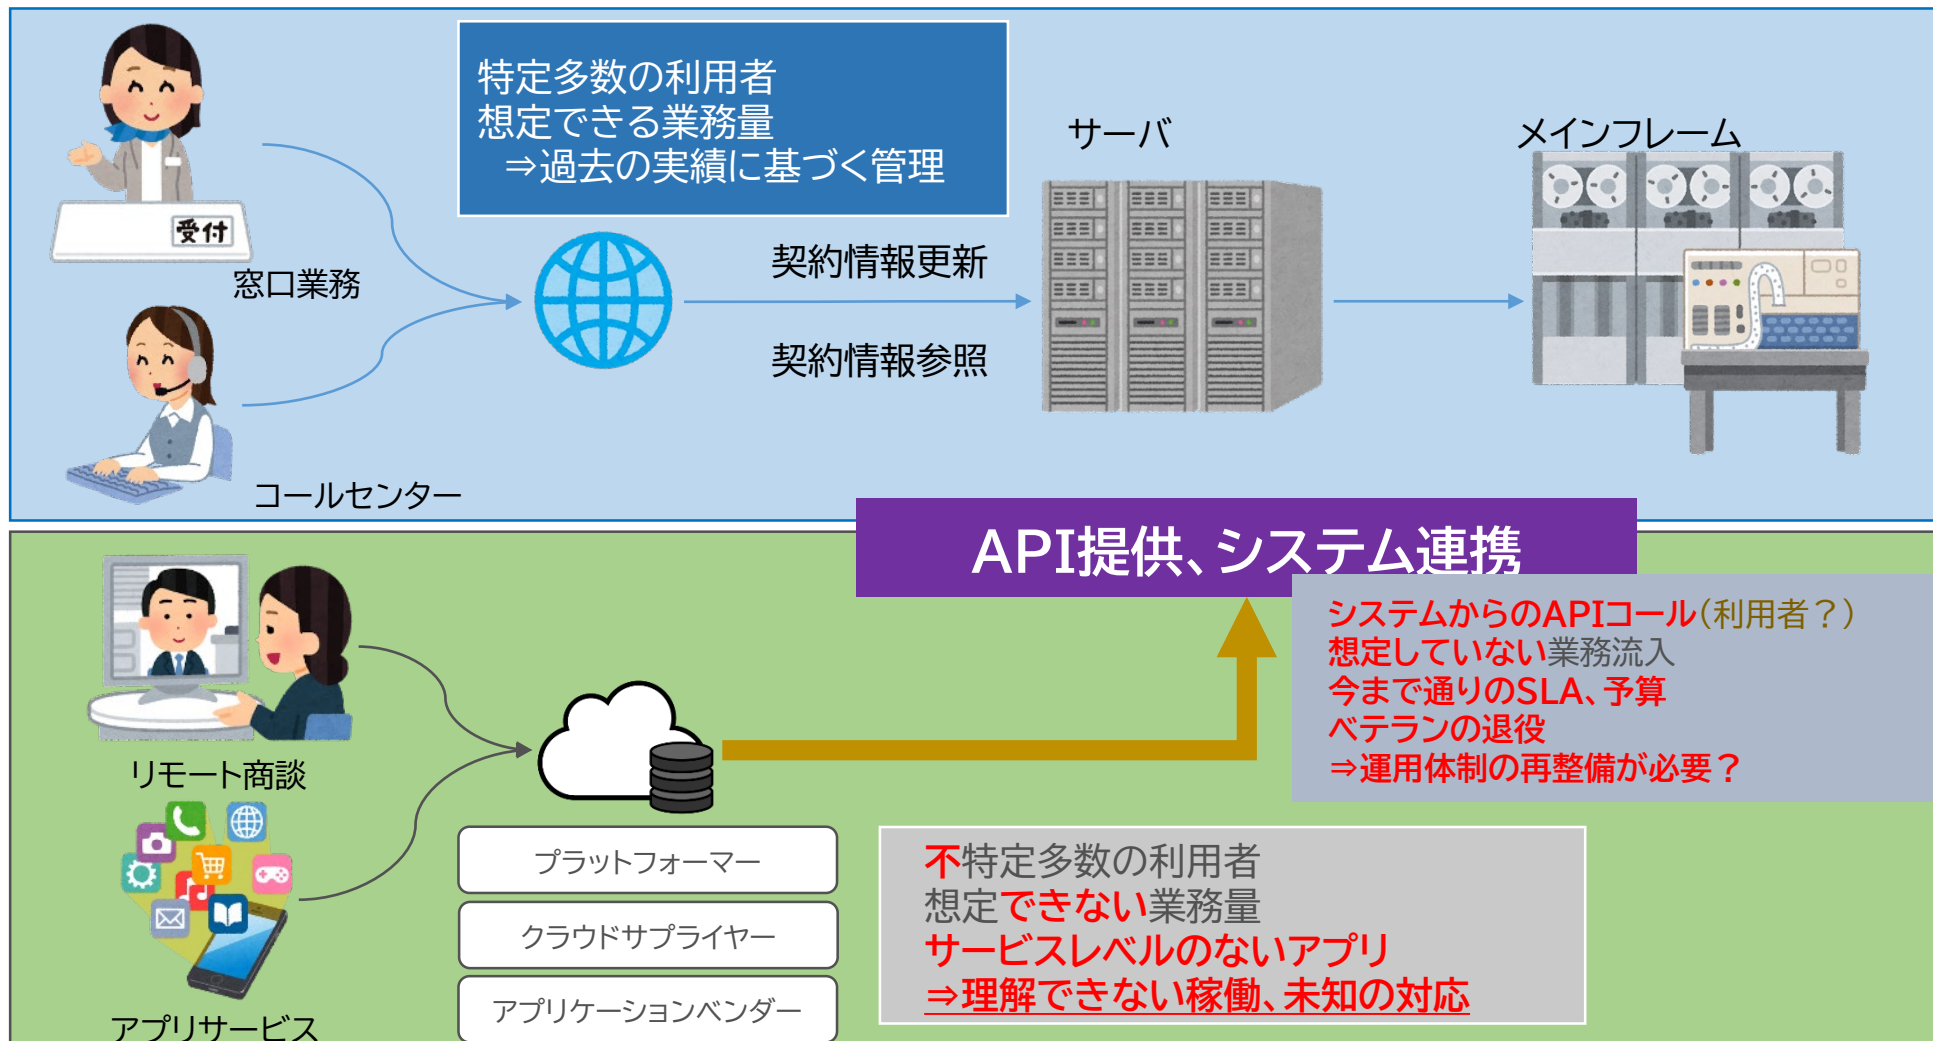 特定多数の利用者
想定できる業務量
⇒過去の実績に基づく管理
サーバ
メインフレーム
受付
窓口業務
契約情報更新
契約情報参照
コールセンター
API提供、システム連携
システムからのAPIコール(利用者？)
想定していない業務流入
今まで通りのSLA、予算
ベテランの退役
⇒運用体制の再整備が必要？
リモート商談
アプリサービス
プラットフォーマー
クラウドサプライヤー
アプリケーションベンダー
不特定多数の利用者
想定できない業務量
サービスレベルのないアプリ
⇒理解できない稼働、未知の対応